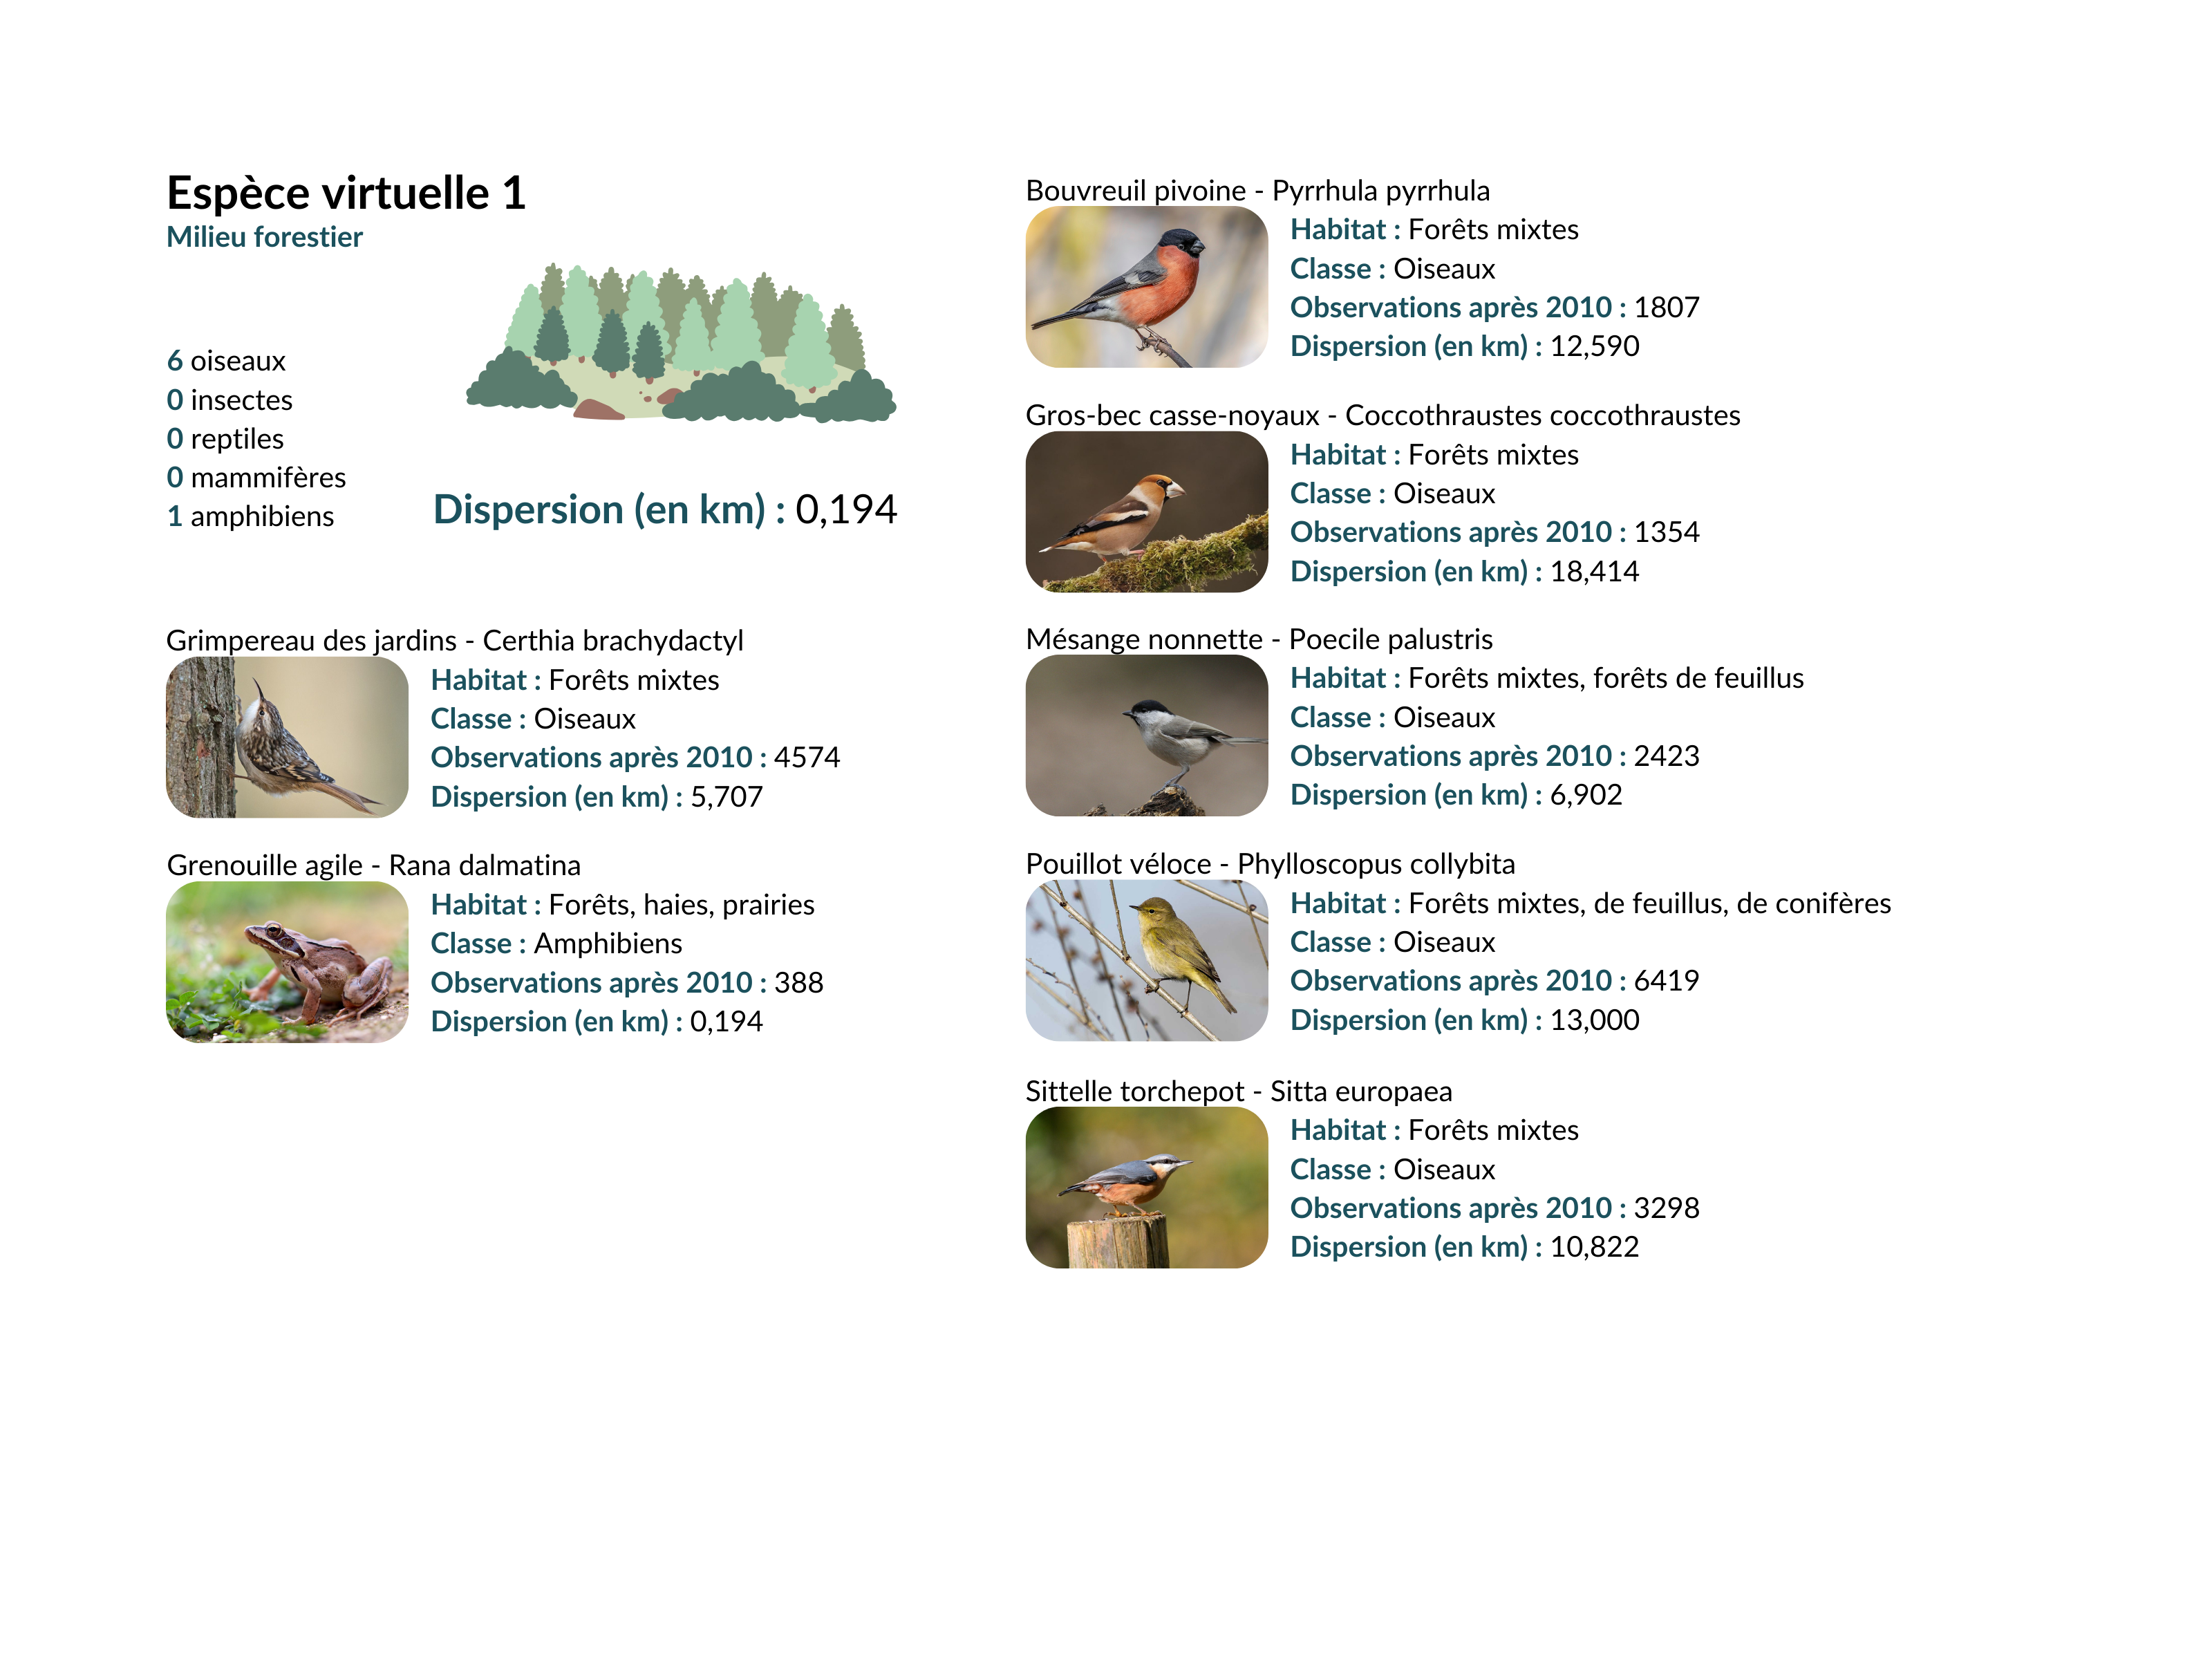 Espèce virtuelle 1
Milieu forestier
6 oiseaux
0 insectes
0 reptiles
0 mammifères
1 amphibiens
Dispersion (en km) : 0,194
Grimpereau des jardins - Certhia brachydactyl
Habitat : Forêts mixtes
Classe : Oiseaux
Observations après 2010 : 4574
Dispersion (en km) : 5,707
Grenouille agile - Rana dalmatina
Habitat : Forêts, haies, prairies
Classe : Amphibiens
Observations après 2010 : 388
Dispersion (en km) : 0,194
Bouvreuil pivoine - Pyrrhula pyrrhula
Habitat : Forêts mixtes
Classe : Oiseaux
Observations après 2010 : 1807
Dispersion (en km) : 12,590
Gros-bec casse-noyaux - Coccothraustes coccothraustes
Habitat : Forêts mixtes
Classe : Oiseaux
Observations après 2010 : 1354
Dispersion (en km) : 18,414
Mésange nonnette - Poecile palustris
Habitat : Forêts mixtes, forêts de feuillus
Classe : Oiseaux
Observations après 2010 : 2423
Dispersion (en km) : 6,902
Pouillot véloce - Phylloscopus collybita
Habitat : Forêts mixtes, de feuillus, de conifères
Classe : Oiseaux
Observations après 2010 : 6419
Dispersion (en km) : 13,000
Sittelle torchepot - Sitta europaea
Habitat : Forêts mixtes
Classe : Oiseaux
Observations après 2010 : 3298
Dispersion (en km) : 10,822